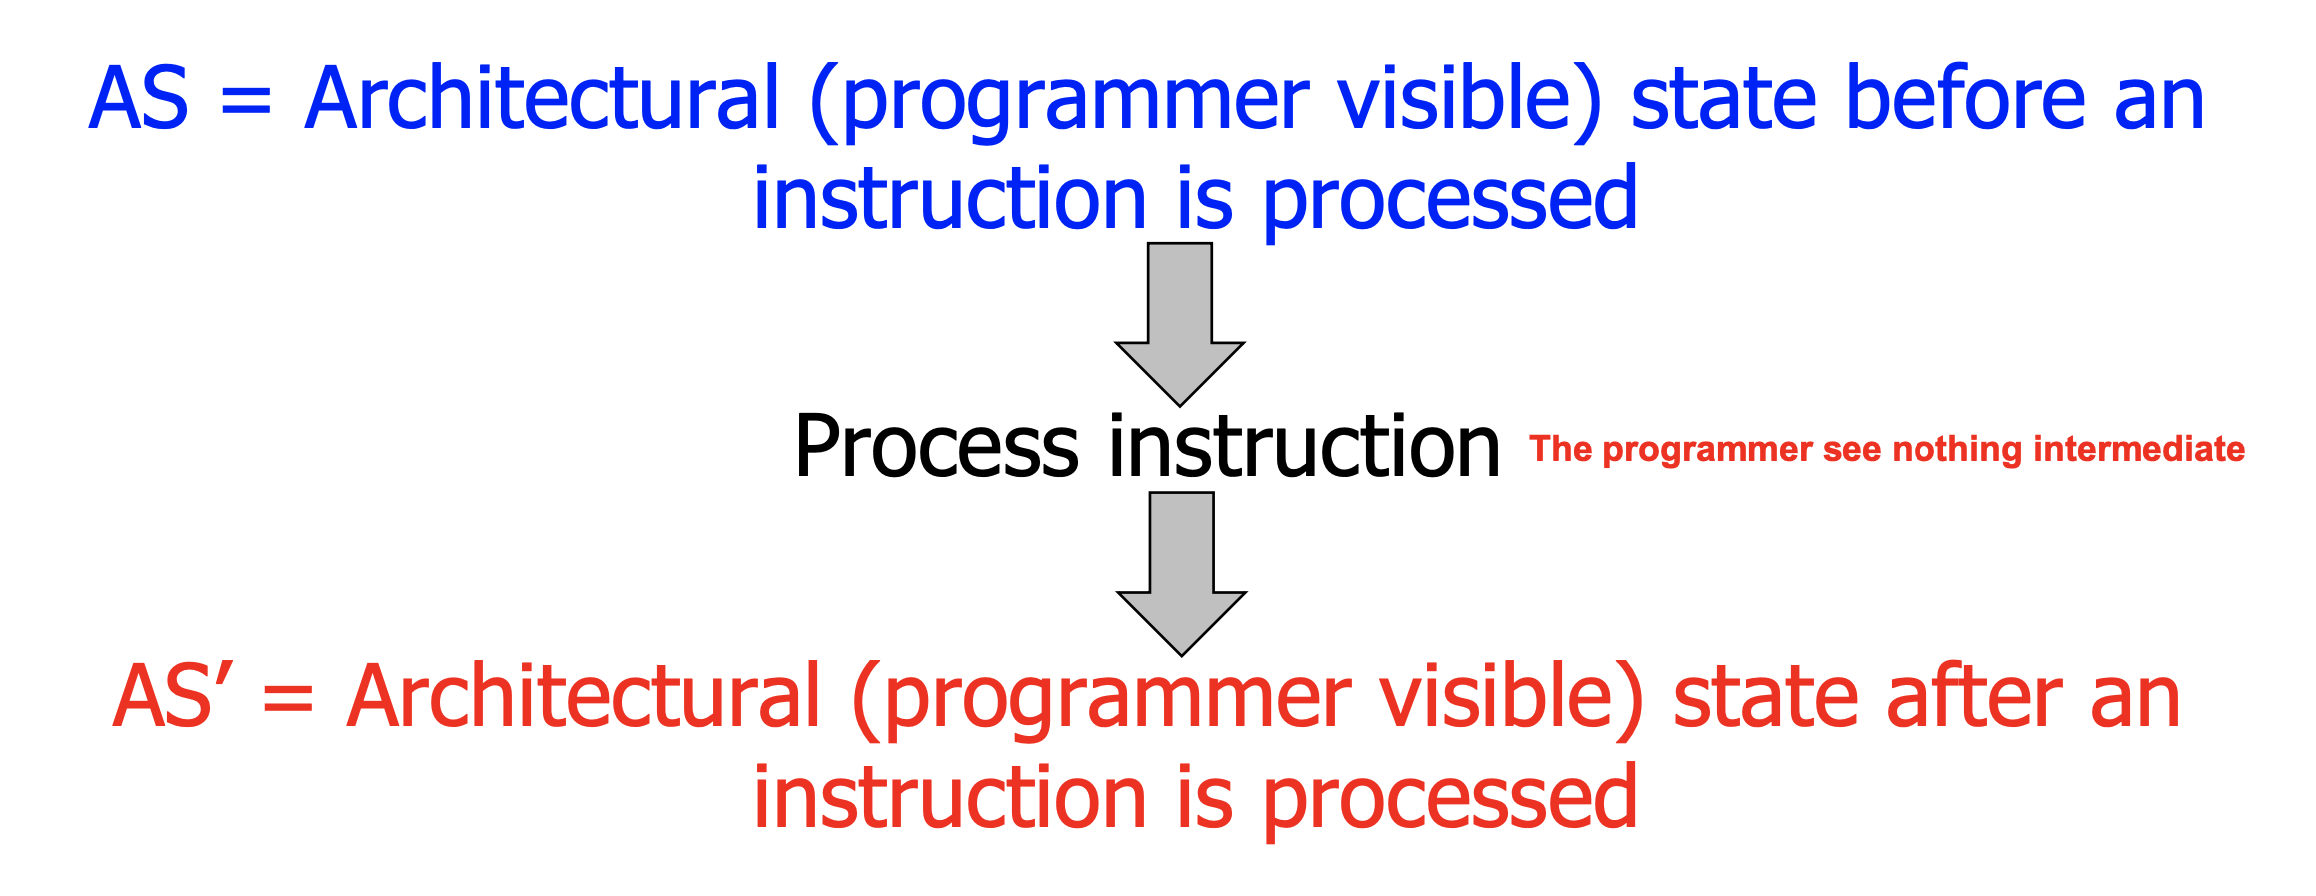 AS = Architectural (programmer visible) state before an
instruction is processed
Process instruction The programmer see nothing intermediate
AS’ = Architectural (programmer visible) state after an
instruction is processed